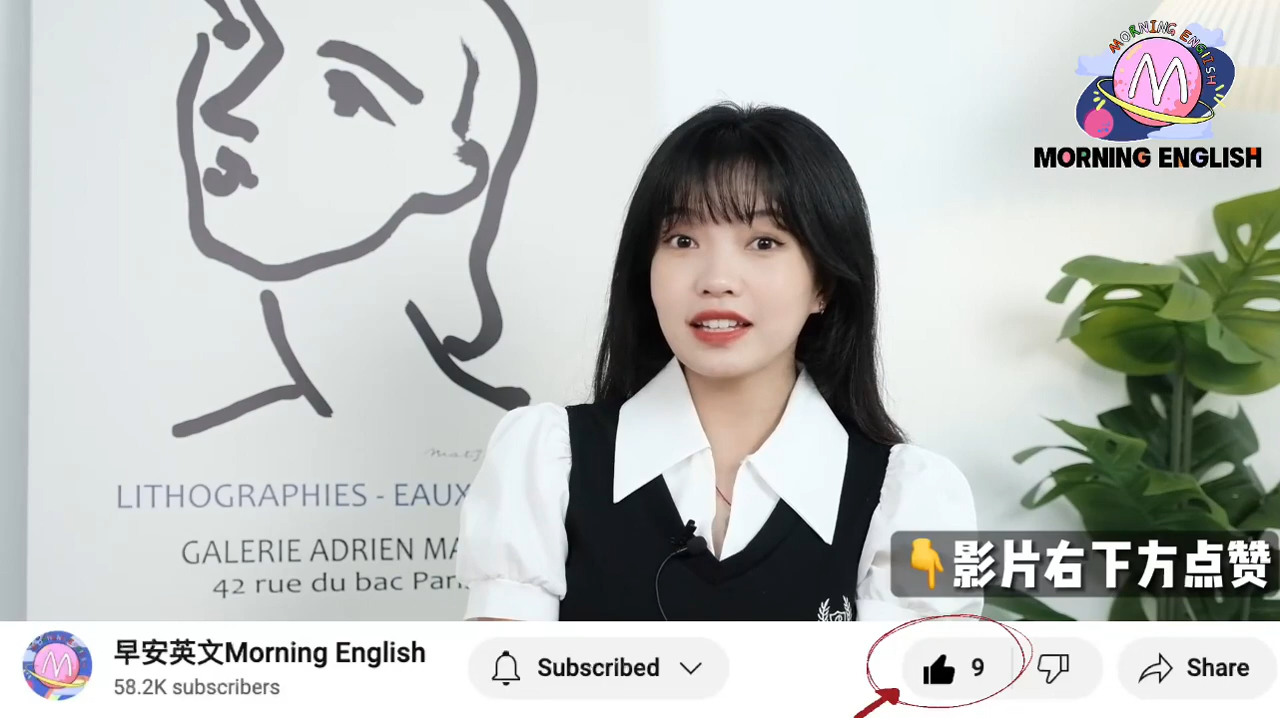 MORNING ENGLISH
M
MORNING ENGLISH
LITHOGRAPHIES - EAUX
GALERIE ADRIEN MA
42 rue du bac Paris
👇影片右下方点赞
M
早安英文Morning English
58.2K subscribers
Subscribed
9
Share